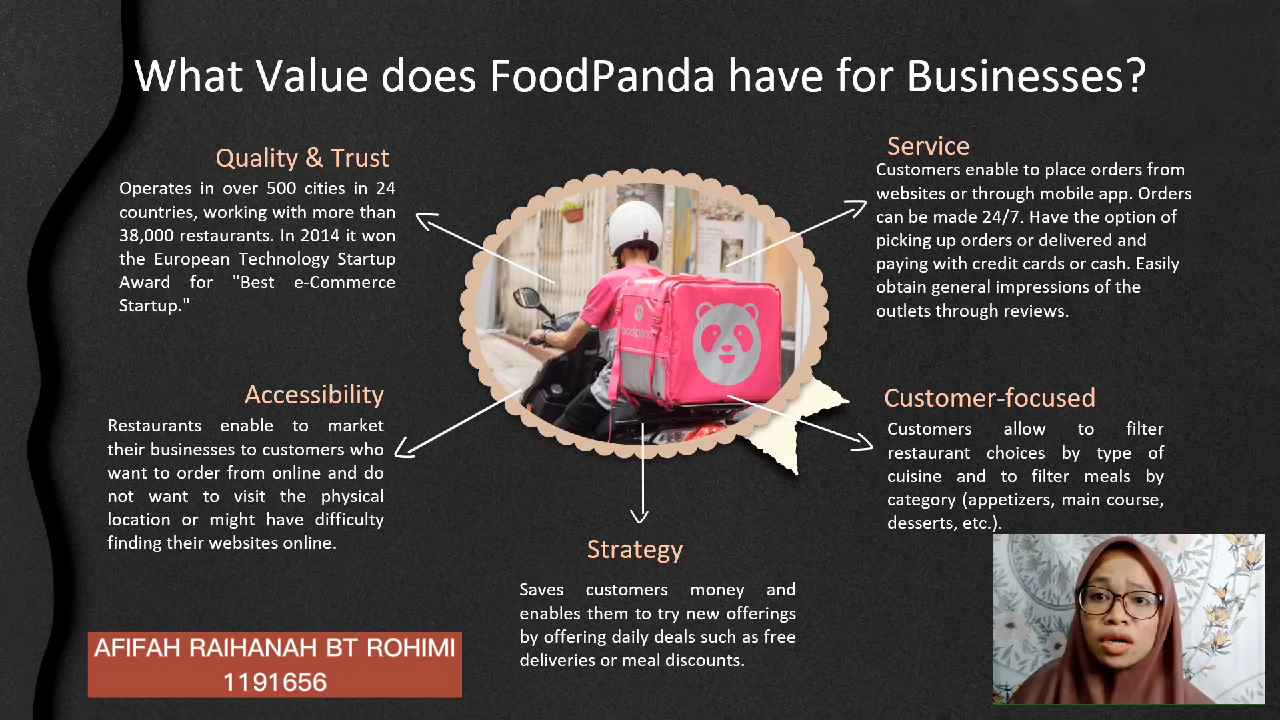 What Value does FoodPanda have for Businesses?
Quality & Trust
Operates in over 500 cities in 24
countries, working with more than
38,000 restaurants. In 2014 it won
the European Technology Startup
Award for "Best e-Commerce
Startup."
Service
Customers enable to place orders from
websites or through mobile app. Orders
can be made 24/7. Have the option of
picking up orders or delivered and
paying with credit cards or cash. Easily
obtain general impressions of the
outlets through reviews.
foodpanda
Accessibility
Restaurants enable to market
their businesses to customers who
want to order from online and do
not want to visit the physical
location or might have difficulty
finding their websites online.
Customer-focused
Customers allow to filter
restaurant choices by type of
cuisine and to filter meals by
category (appetizers, main course,
desserts, etc.).
Strategy
Saves customers money and
enables them to try new offerings
by offering daily deals such as free
deliveries or meal discounts.
AFIFAH RAIHANAH BT ROHIMI
1191656